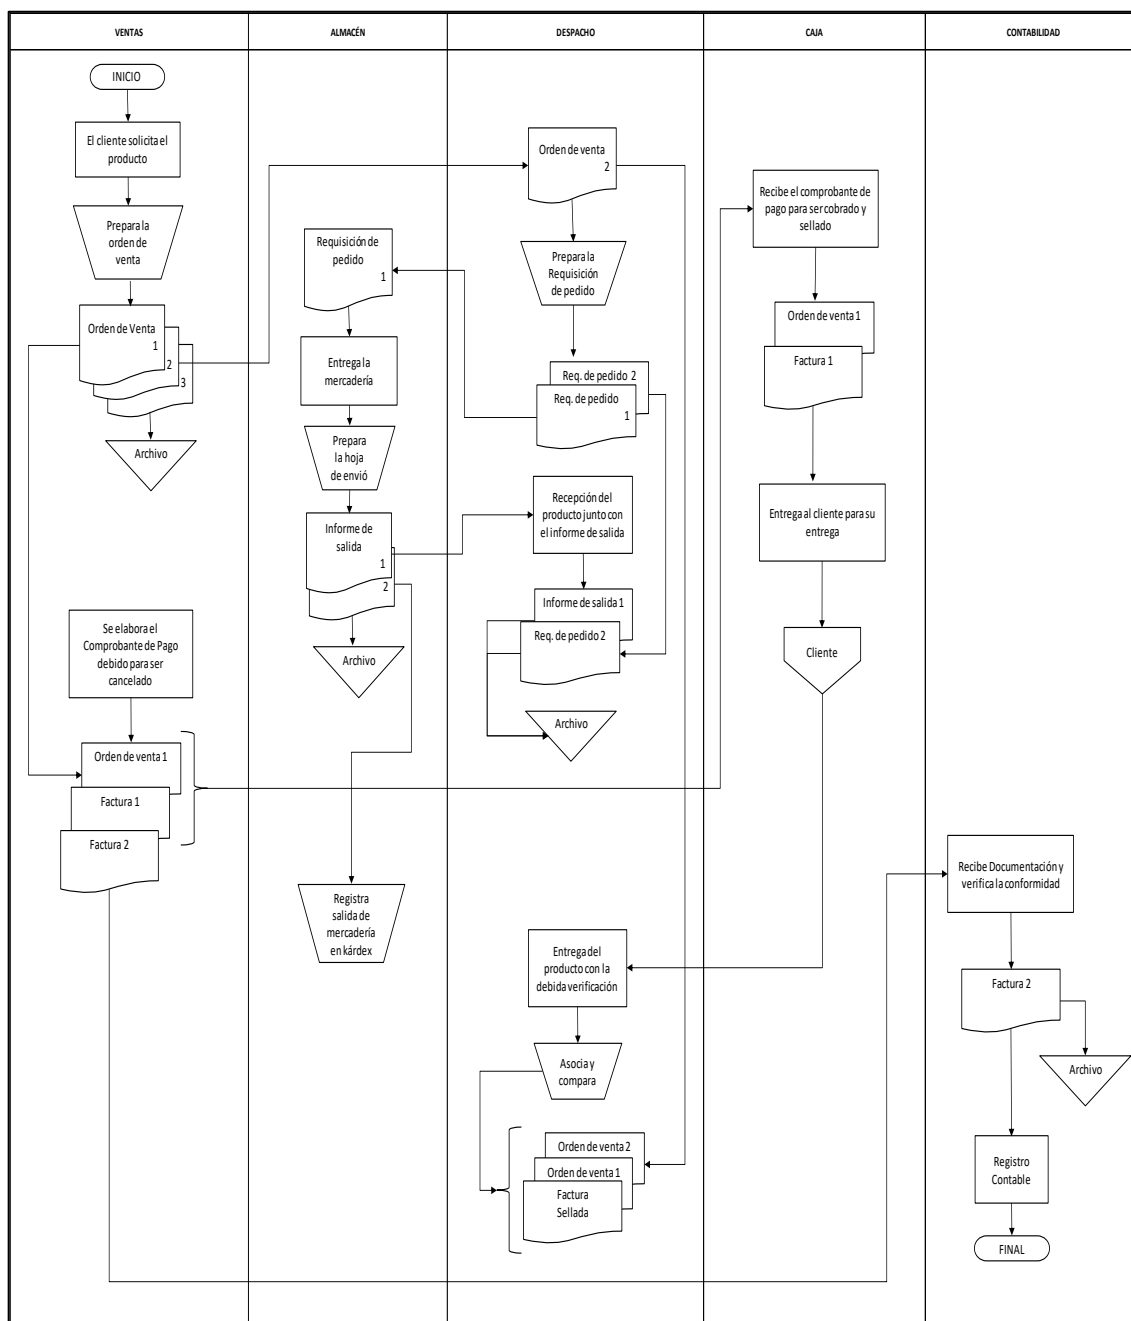 VENTAS
ALMACÉN
DESPACHO
CAJA
CONTABILIDAD
INICIO
El cliente solicita el
producto
Prepara la
orden de
venta
Orden de Venta
1
2
3
Archivo
Se elabora el
Comprobante de Pago
debido para ser
cancelado
Orden de venta 1
Factura 1
Factura 2
Requisición de
pedido
1
Entrega la
mercadería
Prepara
la hoja
de envió
Informe de
salida
1
2
Archivo
Registra
salida de
mercadería
en kárdex
Orden de venta
2
Prepara la
Requisición
de pedido
Req. de pedido 2
Req. de pedido
1
Recepción del
producto junto con
el informe de salida
Informe de salida 1
Req. de pedido 2
Archivo
Entrega del
producto con la
debida verificación
Asocia y
compara
Orden de venta 2
Orden de venta 1
Factura
Sellada
Recibe el comprobante de
pago para ser cobrado y
sellado
Orden de venta 1
Factura 1
Entrega al cliente para su
entrega
Cliente
Recibe Documentación y
verifica la conformidad
Factura 2
Archivo
Registro
Contable
FINAL